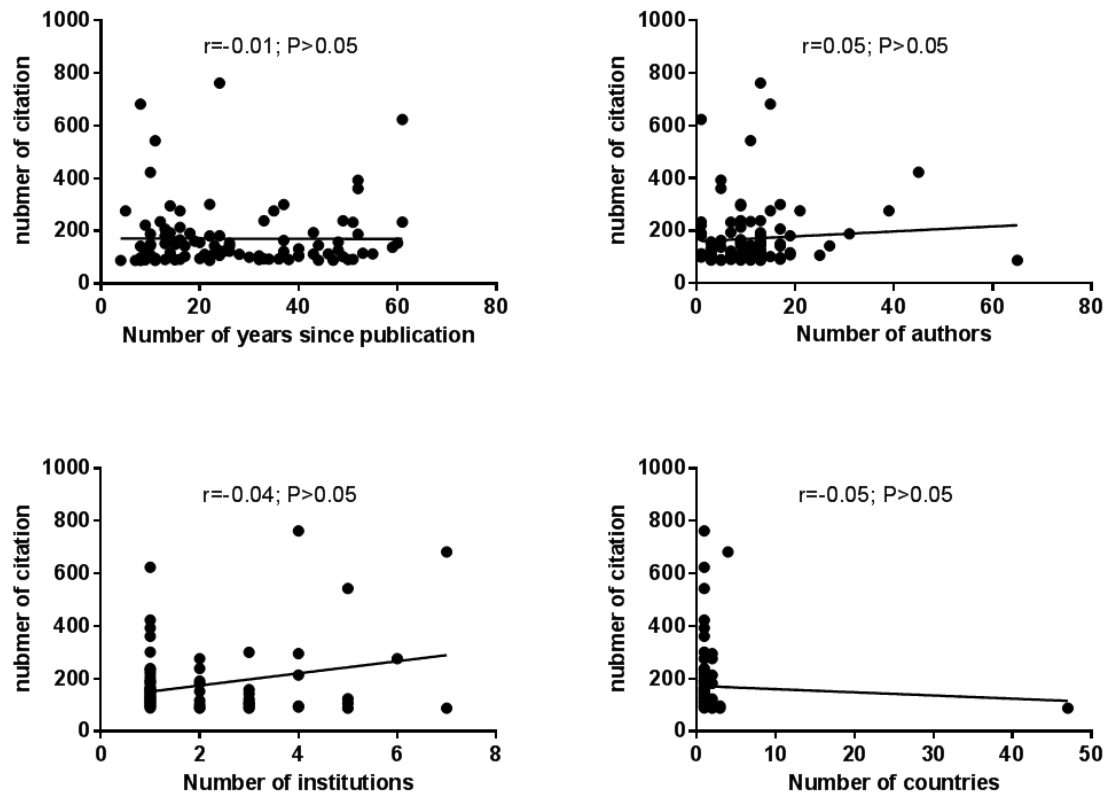 1000
800
600
400
200
0
nubmer of citation
r=-0.01; P>0.05
0 20 40 60 80
Number of years since publication
1000
800
600
400
200
0
nubmer of citation
r=0.05; P>0.05
0 20 40 60 80
Number of authors
1000
800
600
400
200
0
nubmer of citation
r=-0.04; P>0.05
0 2 4 6 8
Number of institutions
1000
800
600
400
200
0
nubmer of citation
r=-0.05; P>0.05
0 10 20 30 40 50
Number of countries